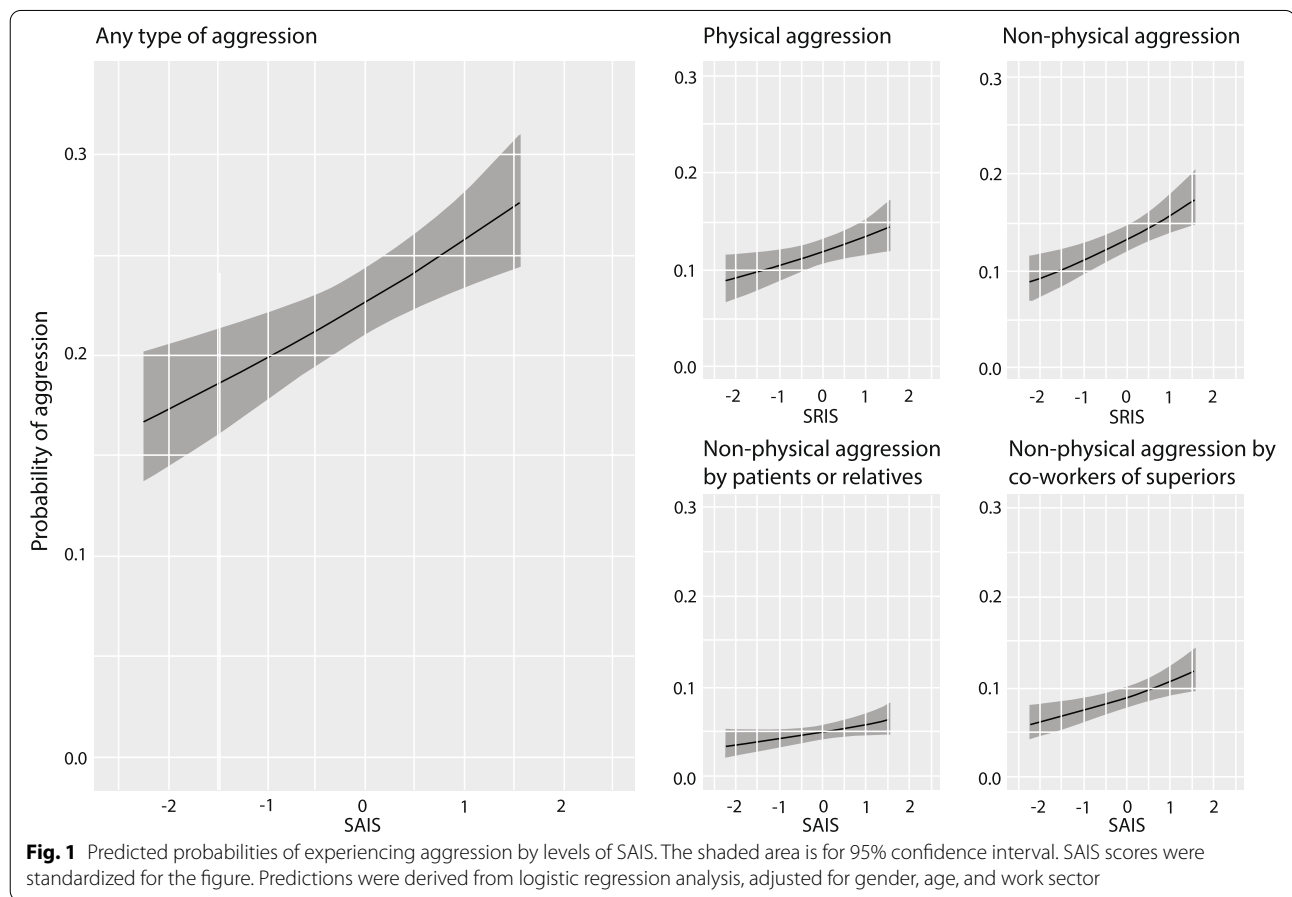 Any type of aggression
Probability of aggression
0.3
0.2
0.1
0.0
-2 -1 0 1 2
SAIS
Physical aggression
0.3
0.2
0.1
0.0
-2 -1 0 1 2
SRIS
Non-physical aggression
0.3
0.2
0.1
0.0
-2 -1 0 1 2
SRIS
Non-physical aggression
by patients or relatives
0.3
0.2
0.1
0.0
-2 -1 0 1 2
SAIS
Non-physical aggression by
co-workers of superiors
0.3
0.2
0.1
0.0
-2 -1 0 1 2
SAIS
Fig. 1 Predicted probabilities of experiencing aggression by levels of SAIS. The shaded area is for 95% confidence interval. SAIS scores were
standardized for the figure. Predictions were derived from logistic regression analysis, adjusted for gender, age, and work sector